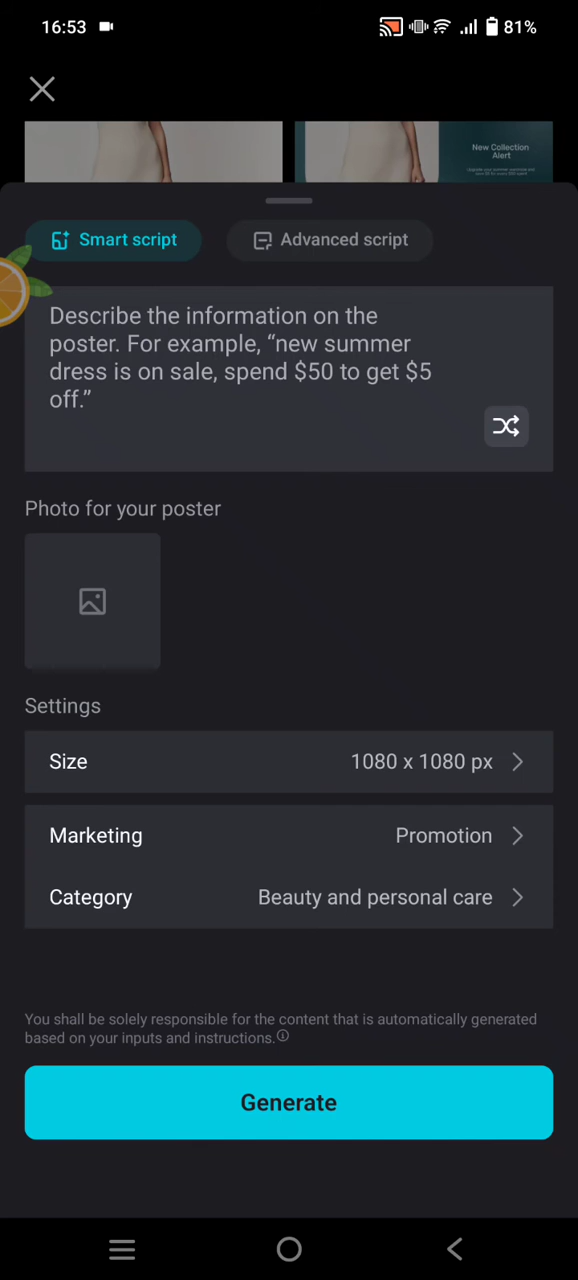 16:53
81%
New Collection
Alert
Smart script
Advanced script
Describe the information on the
poster. For example, “new summer
dress is on sale, spend $50 to get $5
off.”
Photo for your poster
Settings
Size
1080 x 1080 px
Marketing
Promotion
Category
Beauty and personal care
You shall be solely responsible for the content that is automatically generated
based on your inputs and instructions.
Generate